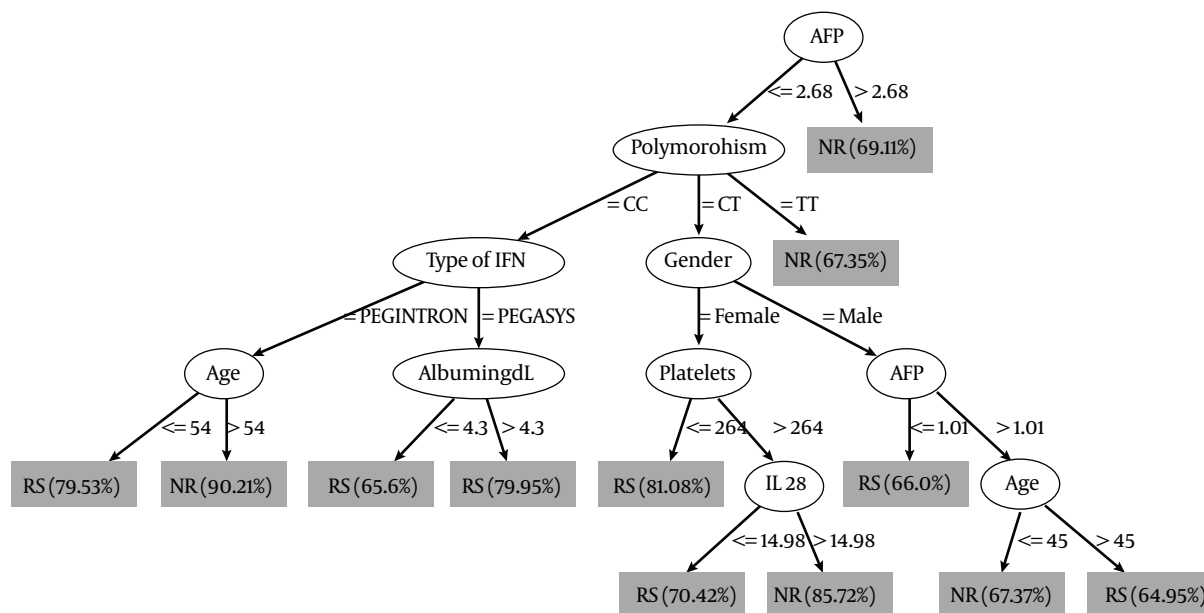 AFP
<= 2.68
> 2.68
Polymorohism
NR (69.11%)
= CC
= CT
= TT
Type of IFN
Gender
NR (67.35%)
= PEGINTRON
= PEGASYS
= Female
= Male
Age
AlbumingdL
Platelets
AFP
<= 54
> 54
<= 4.3
> 4.3
<= 264
> 264
<= 1.01
> 1.01
RS (79.53%)
NR (90.21%)
RS (65.6%)
RS (79.95%)
RS (81.08%)
IL 28
RS (66.0%)
Age
<= 14.98
> 14.98
<= 45
> 45
RS (70.42%)
NR (85.72%)
NR (67.37%)
RS (64.95%)